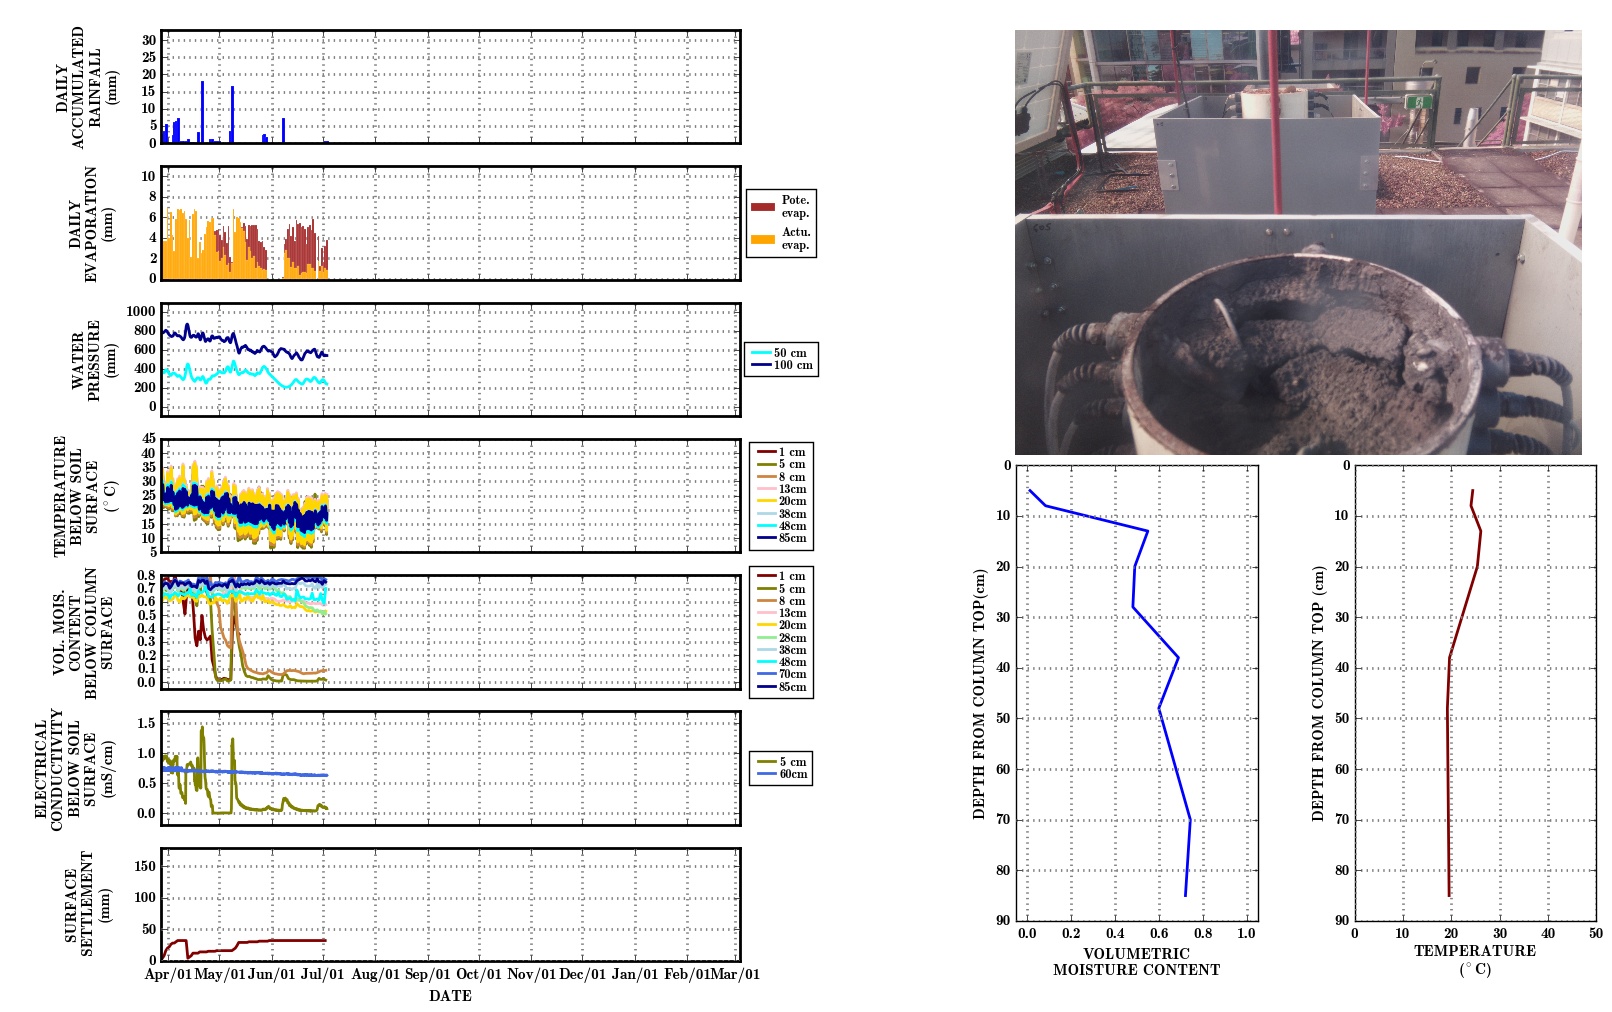 DAILY
ACCUMULATED
RAINFALL
(mm)
30
25
20
15
10
5
0
DAILY
EVAPORATION
(mm)
10
8
6
4
2
0
Pote.
evap.
Actu.
evap.
WATER
PRESSURE
(mm)
1000
800
600
400
200
0
50 cm
100 cm
TEMPERATURE
BELOW SOIL
SURFACE
(°C)
45
40
35
30
25
20
15
10
5
1 cm
5 cm
8 cm
13cm
20cm
38cm
48cm
85cm
VOL. MOIS.
CONTENT
BELOW COLUMN
SURFACE
0.8
0.7
0.6
0.5
0.4
0.3
0.2
0.1
0.0
1 cm
5 cm
8 cm
13cm
20cm
28cm
38cm
48cm
70cm
85cm
ELECTRICAL
CONDUCTIVITY
BELOW SOIL
SURFACE
(mS/cm)
1.5
1.0
0.5
0.0
5 cm
60cm
SURFACE
SETTLEMENT
(mm)
150
100
50
0
Apr/01 May/01 Jun/01 Jul/01 Aug/01 Sep/01 Oct/01 Nov/01 Dec/01 Jan/01 Feb/01 Mar/01
DATE
DEPTH FROM COLUMN TOP(cm)
0
10
20
30
40
50
60
70
80
90
0.0 0.2 0.4 0.6 0.8 1.0
VOLUMETRIC
MOISTURE CONTENT
DEPTH FROM COLUMN TOP (cm)
0
10
20
30
40
50
60
70
80
90
0 10 20 30 40 50
TEMPERATURE
(°C)